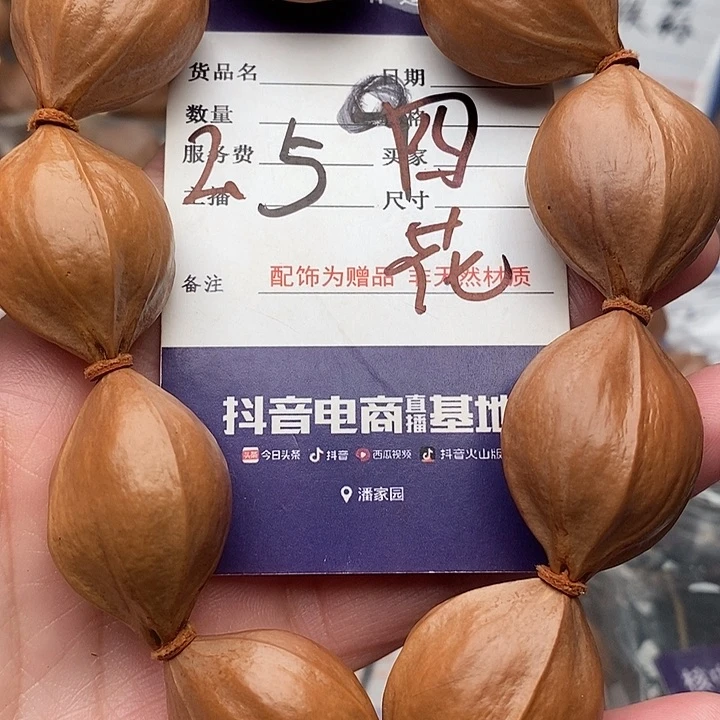 货品名 日期
数量
服务费 买家
主播 尺寸
25 四花
备注 配饰为赠品 非天然材质
抖音电商直播基地
今日头条 抖音 西瓜视频 抖音火山版
潘家园